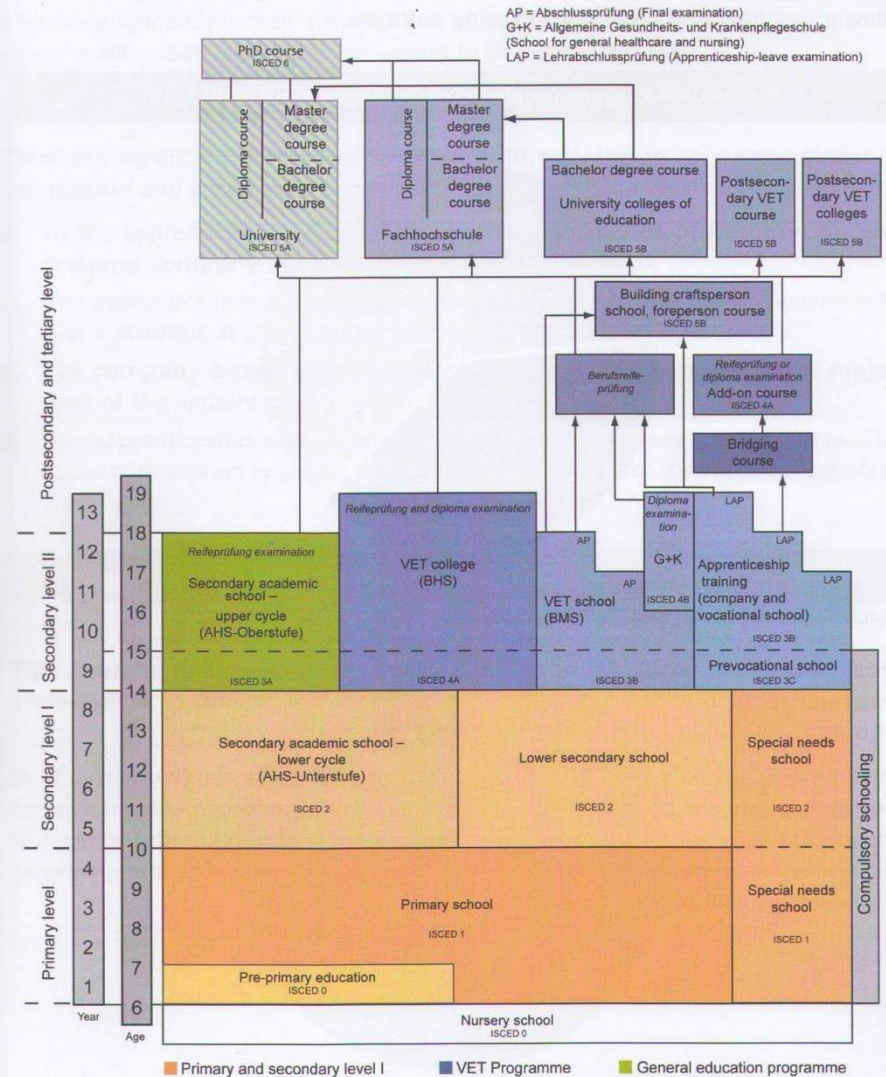 AP = Abschlussprüfung (Final examination)
G+K = Allgemeine Gesundheits- und Krankenpflegeschule
(School for general healthcare and nursing)
LAP = Lehrabschlussprüfung (Apprenticeship-leave examination)
PhD course
ISCED 6
Diploma course
Master
degree
course
Bachelor
degree
course
University
ISCED 5A
Diploma course
Master
degree
course
Bachelor
degree
course
Fachhochschule
ISCED 5A
Bachelor degree course
University colleges of
education
ISCED 5B
Postsecon-
dary VET
course
ISCED 5B
Postsecon-
dary VET
colleges
ISCED 5B
Building craftsperson
school, foreperson course
ISCED 5B
Berufsreife-
prüfung
Reifeprüfung or
diploma examination
Add-on course
ISCED 4A
Bridging
course
Postsecondary and tertiary level
Secondary level II
Secondary level I
Primary level
13
12
11
10
9
8
7
6
5
4
3
2
1
Year
19
18
17
16
15
14
13
12
11
10
9
8
7
6
Age
Reifeprüfung examination
Secondary academic
school –
upper cycle
(AHS-Oberstufe)
ISCED 3A
Reifeprüfung and diploma examination
VET college
(BHS)
ISCED 4A
AP
AP
VET school
(BMS)
ISCED 3B
Diploma
examina-
tion
G+K
ISCED 4B
LAP
LAP
LAP
Apprenticeship
training
(company and
vocational school)
ISCED 3B
Prevocational school
ISCED 3C
Secondary academic school –
lower cycle
(AHS-Unterstufe)
ISCED 2
Lower secondary school
ISCED 2
Special needs
school
ISCED 2
Primary school
ISCED 1
Special needs
school
ISCED 1
Pre-primary education
ISCED 0
Nursery school
ISCED 0
Compulsory schooling
Primary and secondary level I
VET Programme
General education programme